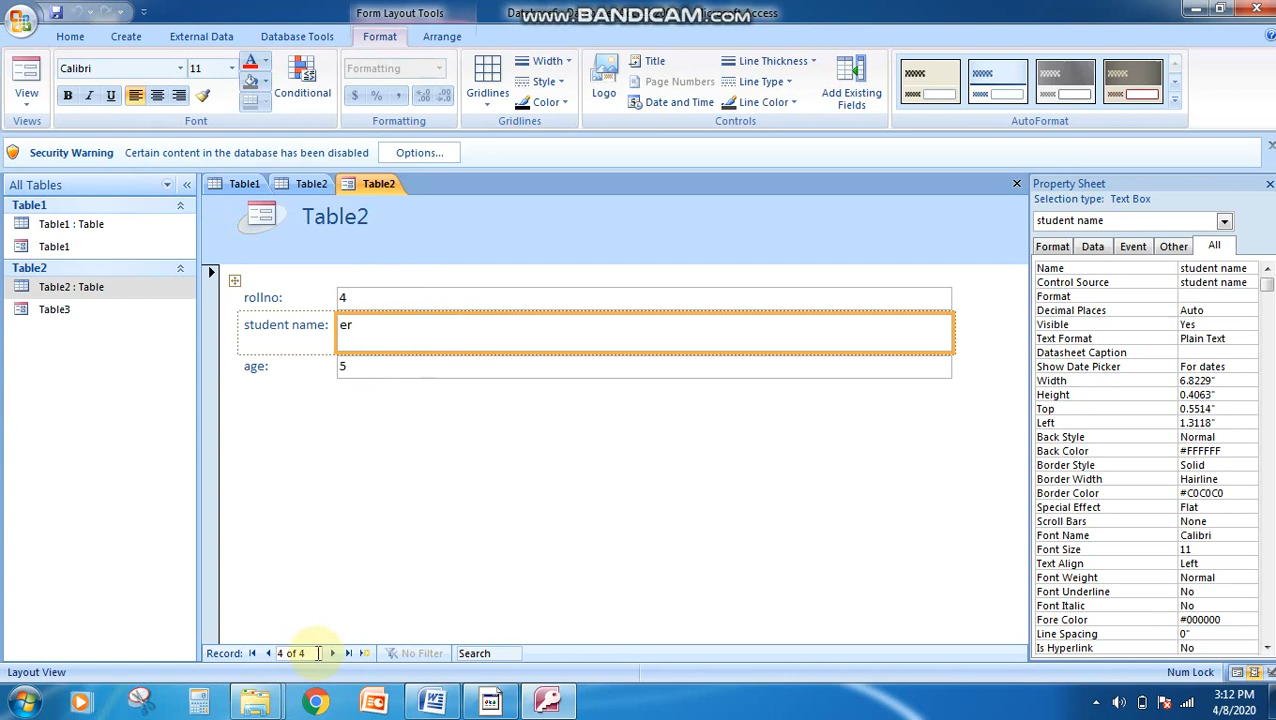 Form Layout Tools
www.BANDICAM.com
Microsoft Access
Home
Create
External Data
Database Tools
Format
Arrange
View
Views
Calibri
11
B I U
Font
Conditional
Formatting
$ % ,
Formatting
Gridlines
Width
Style
Color
Gridlines
Logo
Title
Page Numbers
Date and Time
Line Thickness
Line Type
Line Color
Controls
Add Existing
Fields
AutoFormat
Security Warning
Certain content in the database has been disabled
Options...
All Tables
Table1
Table1 : Table
Table1
Table2
Table2 : Table
Table3
Table1
Table2
Table2
Table2
rollno:
4
student name:
er
age:
5
Record:
4 of 4
No Filter
Search
Property Sheet
Selection type: Text Box
student name
Format
Data
Event
Other
All
Name student name
Control Source student name
Format
Decimal Places Auto
Visible Yes
Text Format Plain Text
Datasheet Caption
Show Date Picker For dates
Width 6.8229"
Height 0.4063"
Top 0.5514"
Left 1.3118"
Back Style Normal
Back Color #FFFFFF
Border Style Solid
Border Width Hairline
Border Color #C0C0C0
Special Effect Flat
Scroll Bars None
Font Name Calibri
Font Size 11
Text Align Left
Font Weight Normal
Font Underline No
Font Italic No
Fore Color #000000
Line Spacing 0"
Is Hyperlink No
Layout View
Num Lock
3:12 PM
4/8/2020